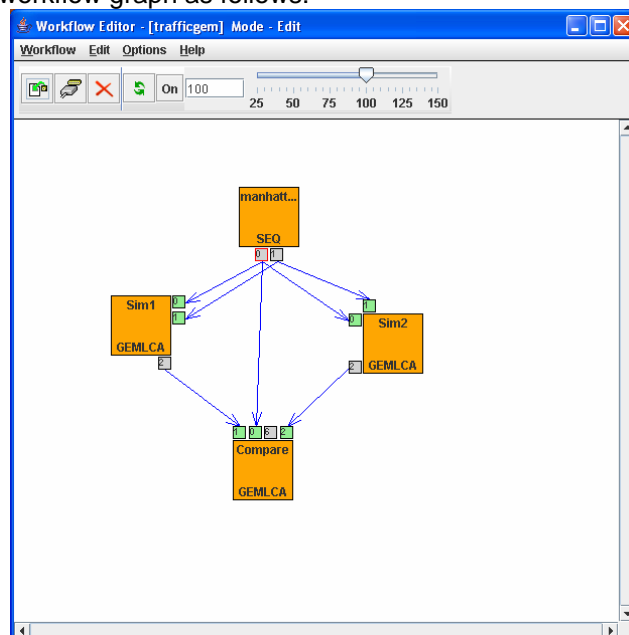 workflow graph as follows.
Workflow Editor - [trafficgem] Mode - Edit
Workflow Edit Options Help
On 100
25 50 75 100 125 150
manhatt...
SEQ
0 1
Sim1
0
1
GEMLCA
2
1
Sim2
0
2
GEMLCA
1 0 6 2
Compare
GEMLCA